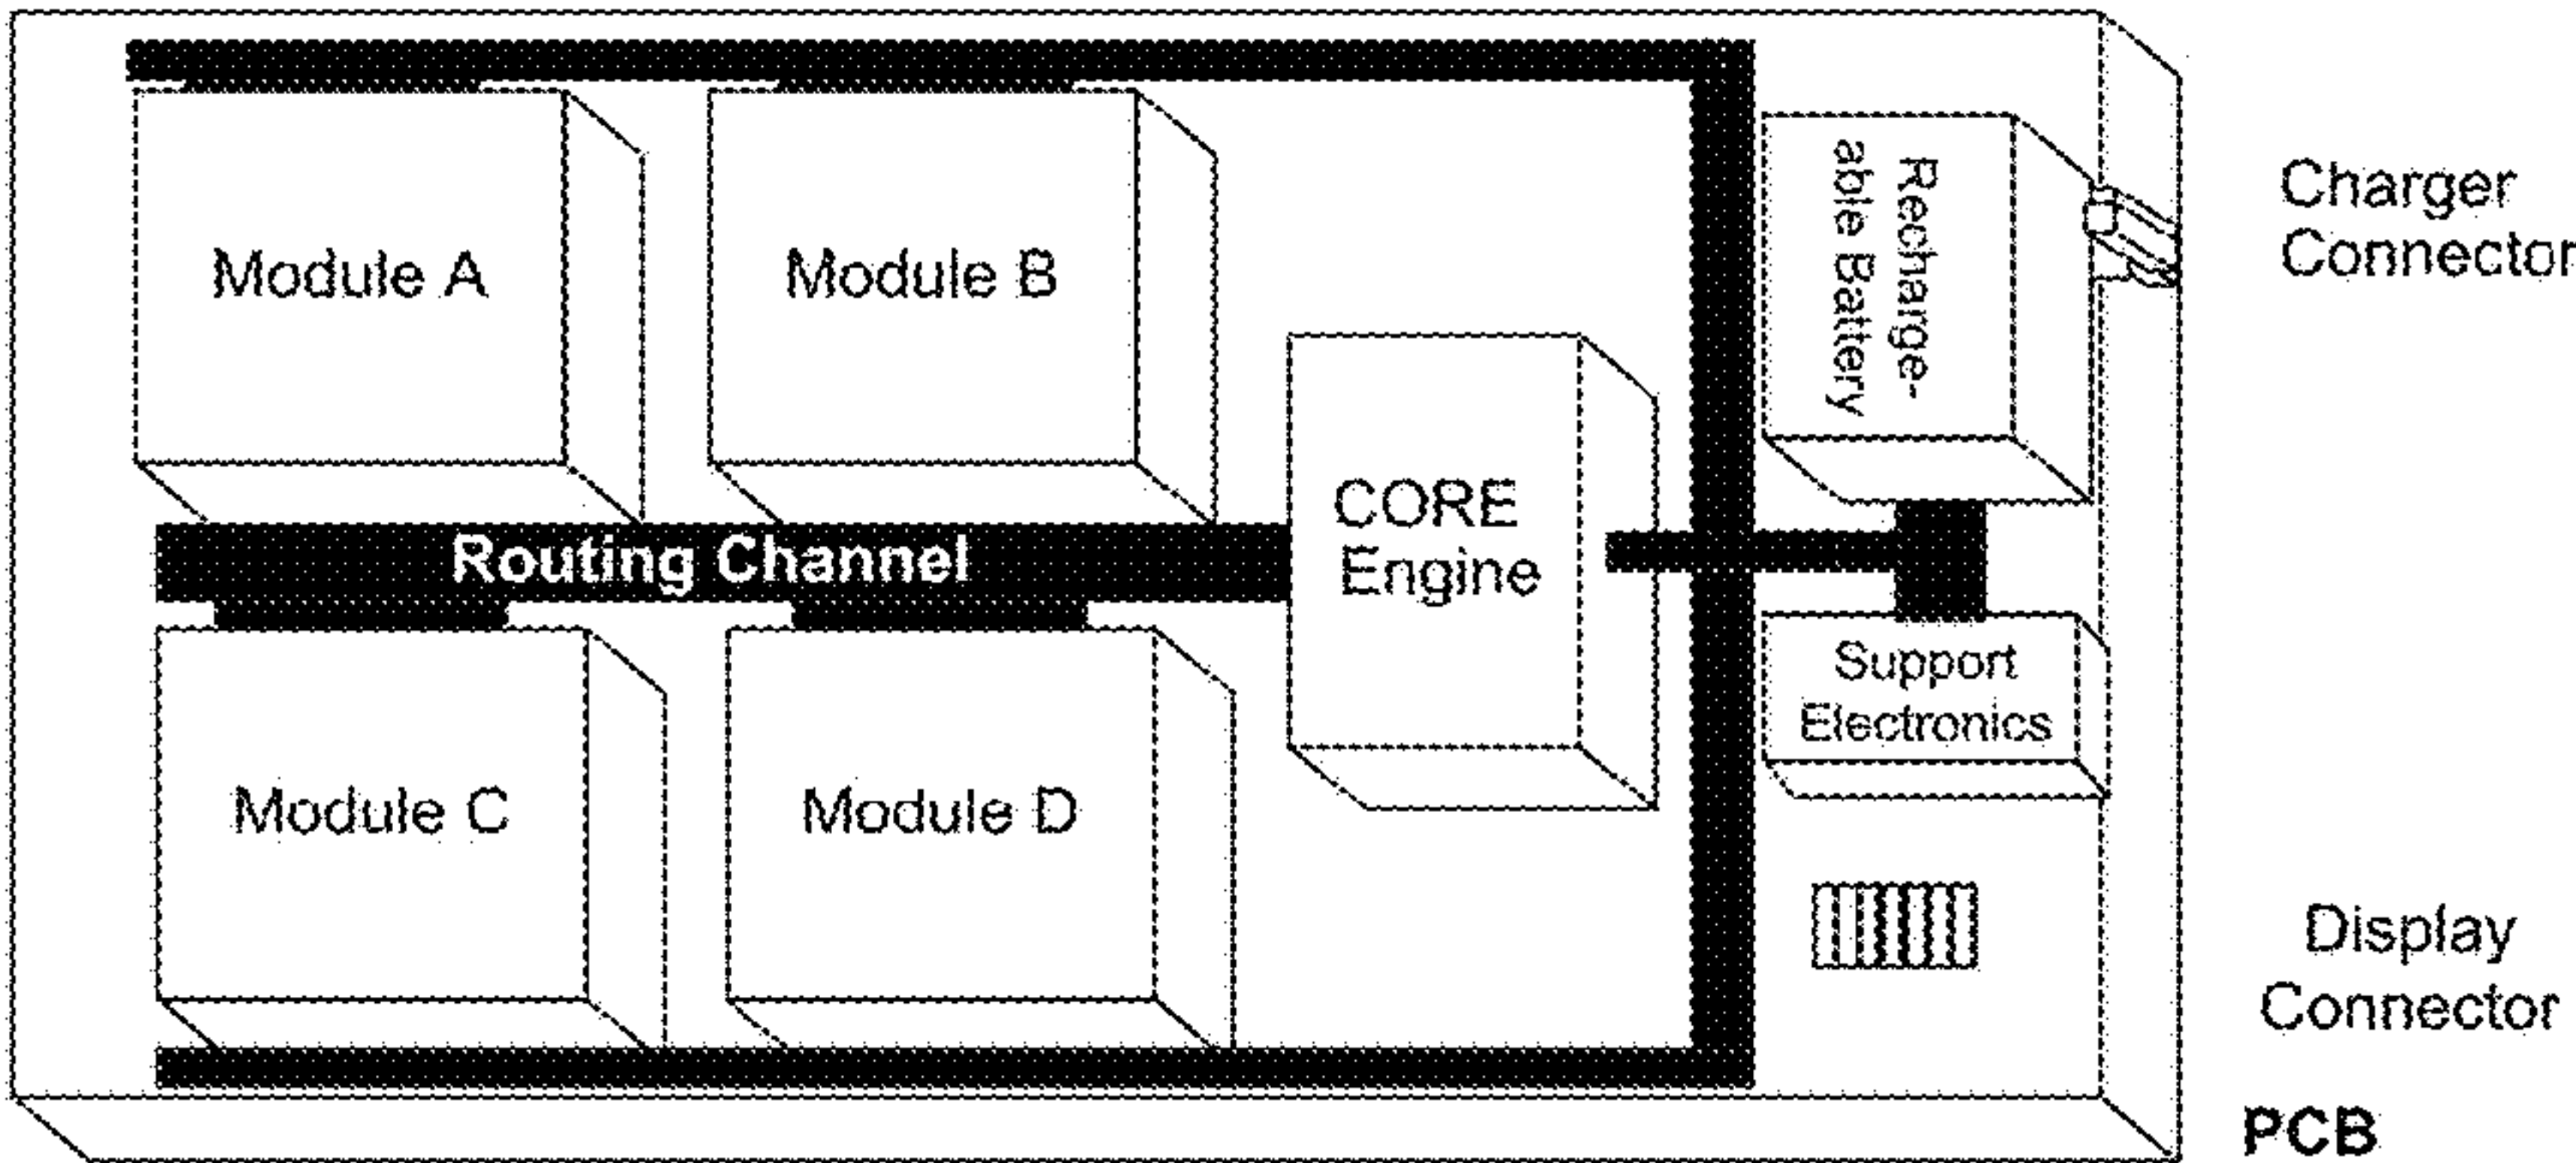 Module A
Module B
Recharge-
able Battery
Charger
Connector
Routing Channel
CORE
Engine
Support
Electronics
Module C
Module D
Display
Connector
PCB